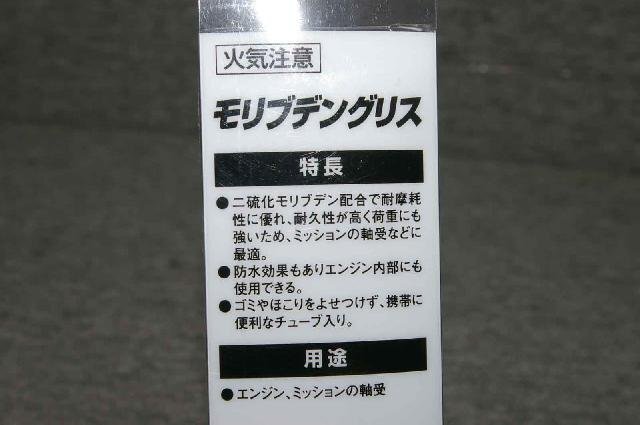 火気注意
モリブデングリス
特長
●二硫化モリブデン配合で耐摩耗
性に優れ、耐久性が高く荷重にも
強いため、ミッションの軸受などに
最適。
●防水効果もありエンジン内部にも
使用できる。
●ゴミやほこりをよせつけず、携帯に
便利なチューブ入り。
用途
●エンジン、ミッションの軸受